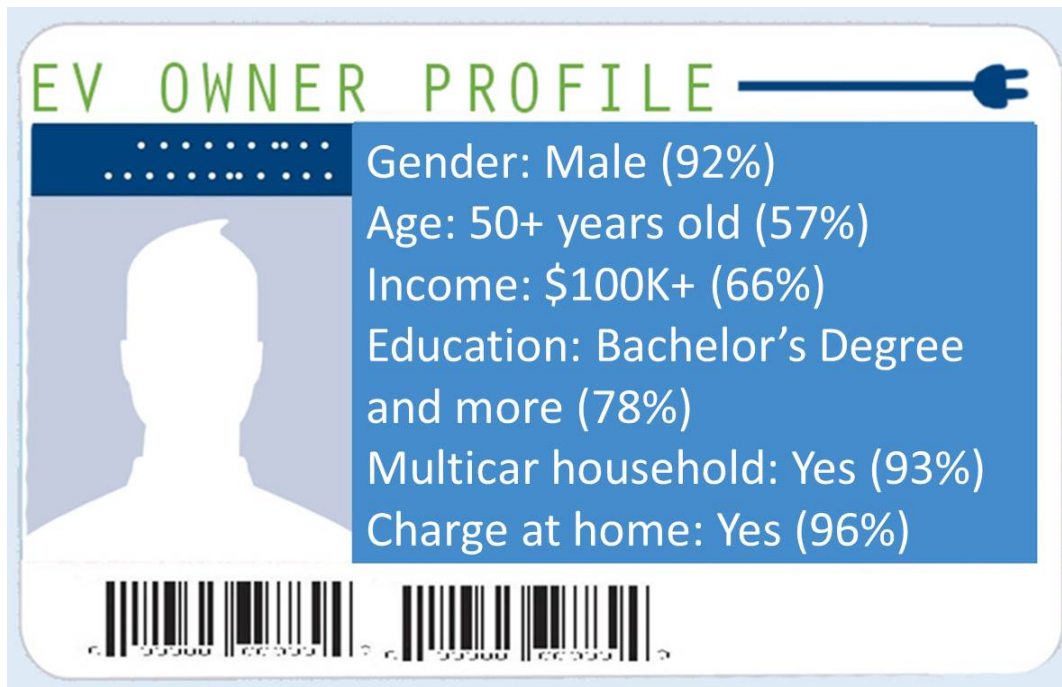 EV OWNER PROFILE
Gender: Male (92%)
Age: 50+ years old (57%)
Income: $100K+ (66%)
Education: Bachelor’s Degree
and more (78%)
Multicar household: Yes (93%)
Charge at home: Yes (96%)